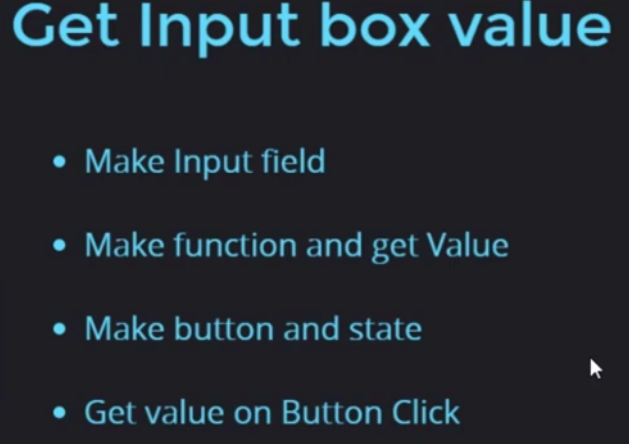 Get Input box value
• Make Input field
• Make function and get Value
• Make button and state
• Get value on Button Click